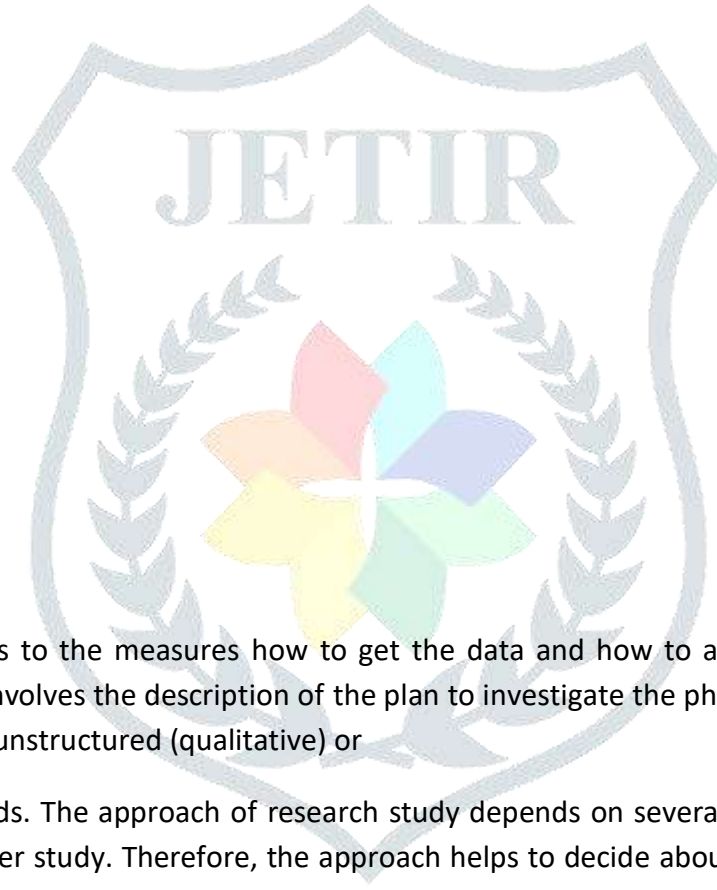 JETIR
s to the measures how to get the data and how to a
nvolves the description of the plan to investigate the ph
unstructured (qualitative) or
ds. The approach of research study depends on severa
er study. Therefore, the approach helps to decide abou